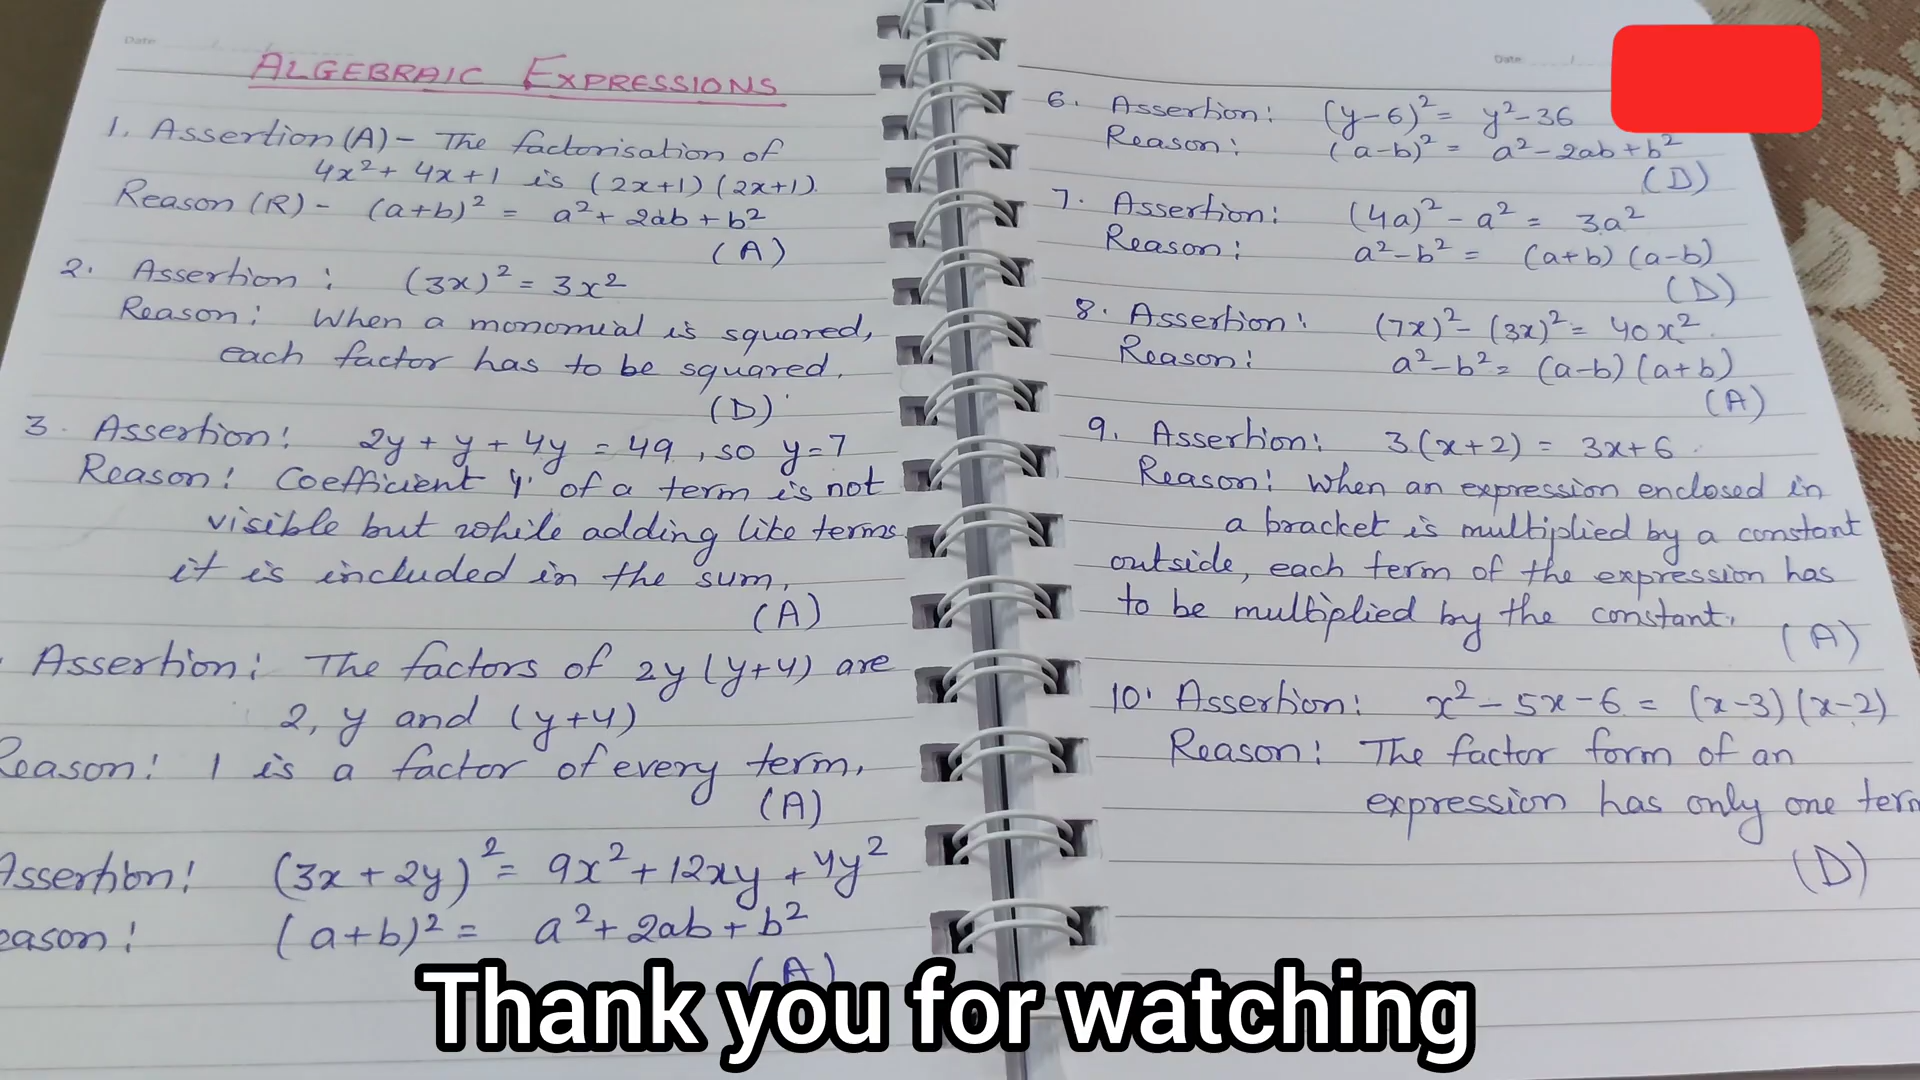 Date
ALGEBRAIC EXPRESSIONS
1. Assertion (A) - The factorisation of
4x²+ 4x+1 is (2x+1) (2x+1).
Reason (R) - (a+b)² = a²+ 2ab+b²
(A)
2. Assertion : (3x)² = 3x²
Reason: When a monomial is squared,
each factor has to be squared.
(D)
3. Assertion: 2y + y + 4y = 49, so y=7
Reason: Coefficient '1' of a term is not
visible but while adding like terms
it is included in the sum.
(A)
Assertion: The factors of 2y (y+4) are
2, y and (y+4)
Reason: 1 is a factor of every term.
(A)
Assertion: (3x + 2y)² = 9x² + 12xy + 4y²
eason: (a+b)² = a²+ 2ab + b²
(A)
Date
6. Assertion: (y-6)² = y²-36
Reason: (a-b)² = a²-2ab+b²
(D)
7. Assertion: (4a)² - a² = 3a²
Reason: a²-b² = (a+b) (a-b)
(D)
8. Assertion: (7x)² - (3x)² = 40x².
Reason: a²-b² = (a-b) (a+b)
(A)
9. Assertion: 3(x+2) = 3x+6
Reason: When an expression enclosed in
a bracket is multiplied by a constant
outside, each term of the expression has
to be multiplied by the constant.
(A)
10. Assertion: x² - 5x - 6 = (x-3)(x-2)
Reason: The factor form of an
expression has only one term
(D)
Thank you for watching